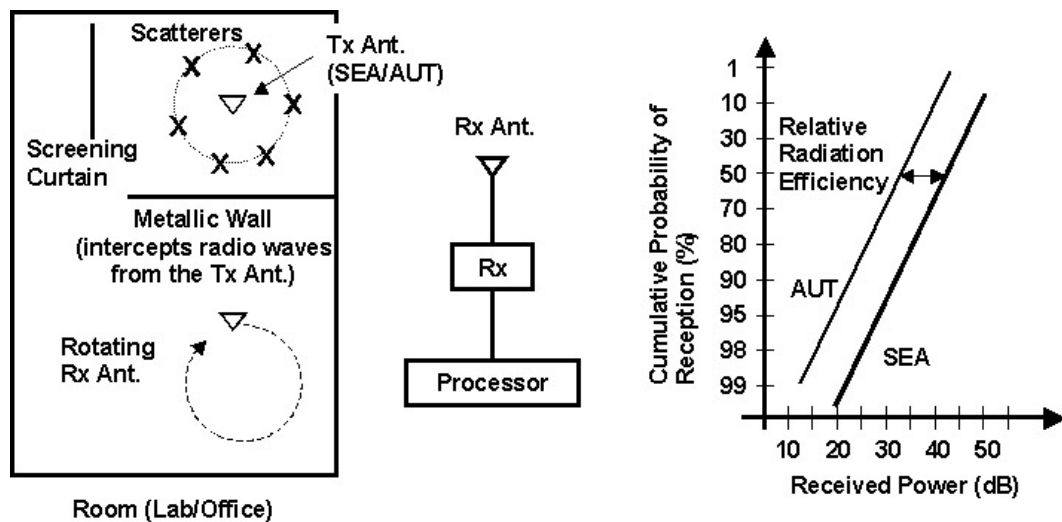 Scatterers
Tx Ant.
(SEA/AUT)
X
X
X
X
X
X
Screening
Curtain
Metallic Wall
(intercepts radio waves
from the Tx Ant.)
Rotating
Rx Ant.
Room (Lab/Office)
Rx Ant.
Rx
Processor
Cumulative Probability of
Reception (%)
1
10
30
50
70
80
90
95
98
99
Relative
Radiation
Efficiency
AUT
SEA
10 20 30 40 50
Received Power (dB)